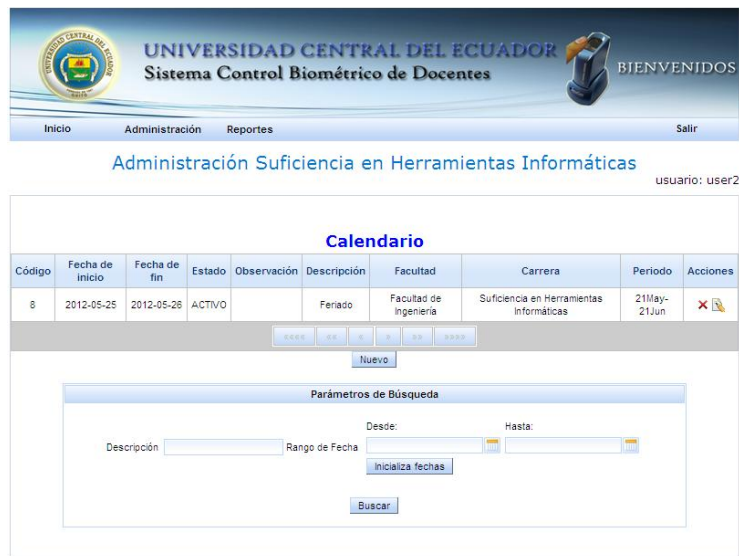 UNIVERSIDAD CENTRAL DEL ECUADOR
Sistema Control Biométrico de Docentes
BIENVENIDOS
Inicio Administración Reportes Salir
Administración Suficiencia en Herramientas Informáticas
usuario: user2
Calendario
Código Fecha de inicio Fecha de fin Estado Observación Descripción Facultad Carrera Periodo Acciones
8 2012-05-25 2012-05-26 ACTIVO Feriado Facultad de Ingeniería Suficiencia en Herramientas Informáticas 21May-21Jun
«««« «« « » »» »»»»
Nuevo
Parámetros de Búsqueda
Desde: Hasta:
Descripción Rango de Fecha
Inicializa fechas
Buscar